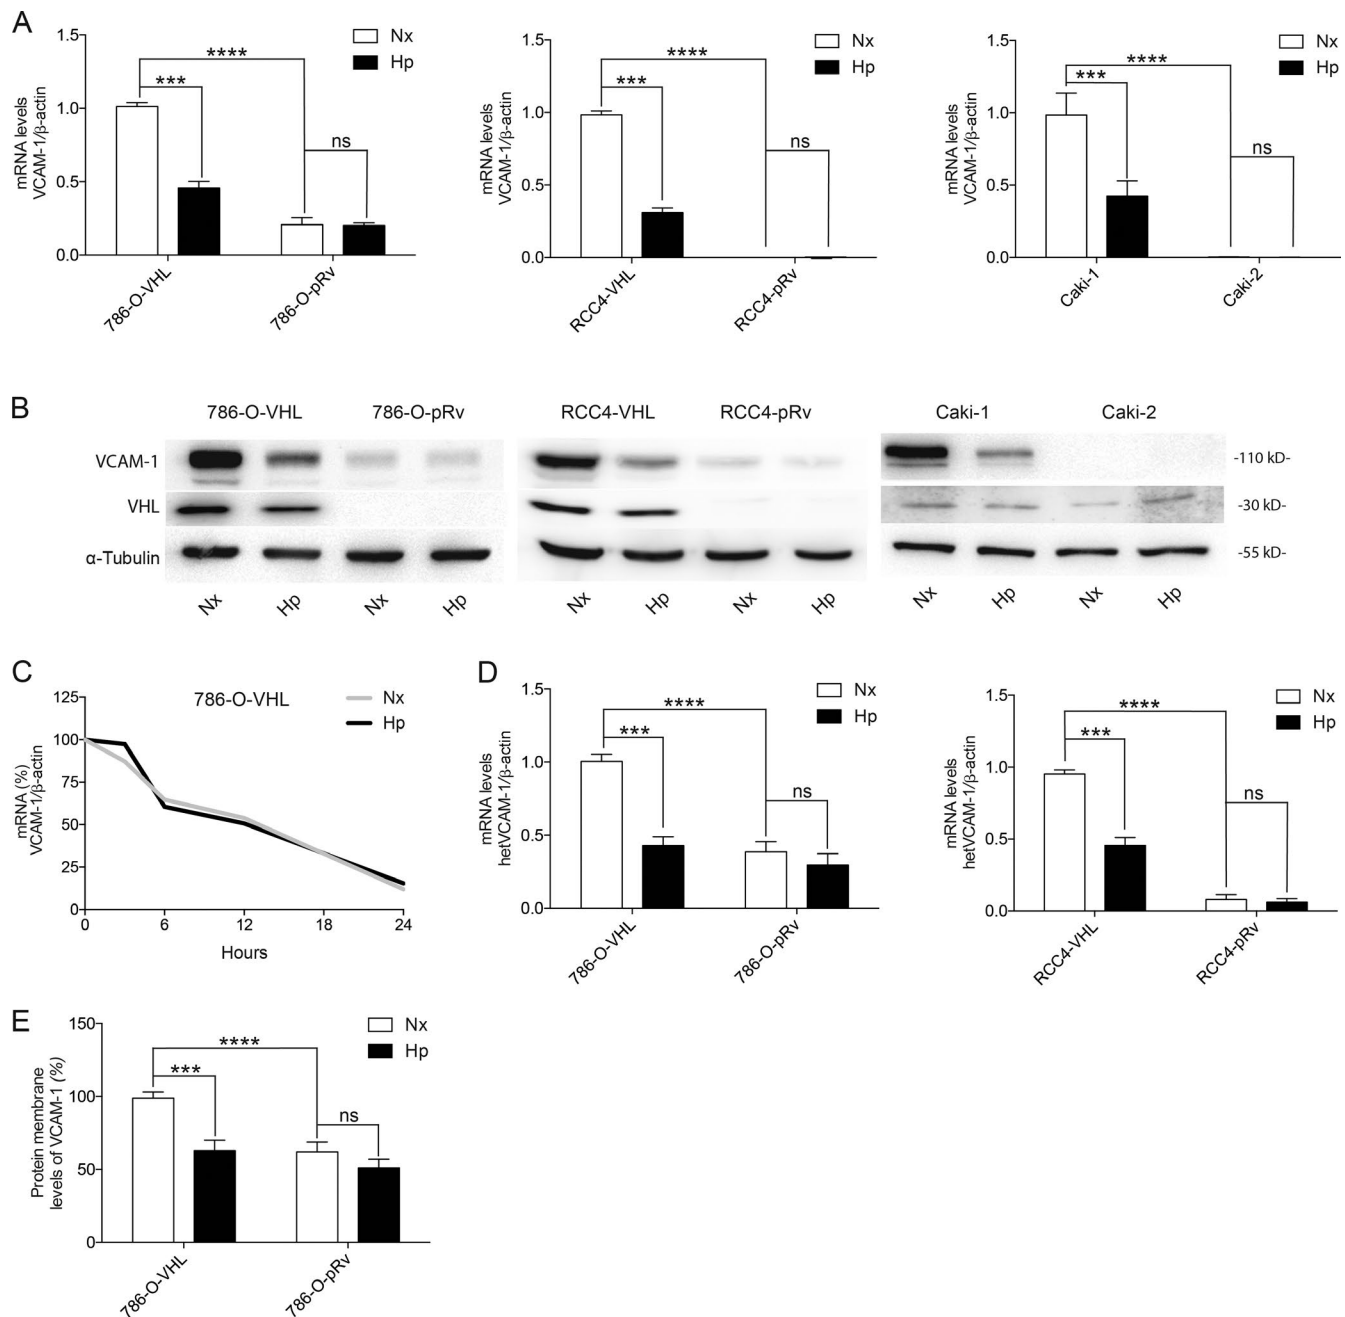 A
mRNA levels
VCAM-1/β-actin
1.5
1.0
0.5
0.0
****
***
ns
Nx
Hp
786-O-VHL
786-O-pRv
mRNA levels
VCAM-1/β-actin
1.5
1.0
0.5
0.0
****
***
ns
Nx
Hp
RCC4-VHL
RCC4-pRv
mRNA levels
VCAM-1/β-actin
1.5
1.0
0.5
0.0
****
***
ns
Nx
Hp
Caki-1
Caki-2
B
786-O-VHL 786-O-pRv RCC4-VHL RCC4-pRv Caki-1 Caki-2
VCAM-1 -110 kD-
VHL -30 kD-
α-Tubulin -55 kD-
Nx Hp Nx Hp Nx Hp Nx Hp Nx Hp Nx Hp
C
786-O-VHL
mRNA (%)
VCAM-1/β-actin
125
100
75
50
25
0
0 6 12 18 24
Hours
Nx
Hp
D
mRNA levels
hetVCAM-1/β-actin
1.5
1.0
0.5
0.0
****
***
ns
Nx
Hp
786-O-VHL
786-O-pRv
mRNA levels
hetVCAM-1/β-actin
1.5
1.0
0.5
0.0
****
***
ns
Nx
Hp
RCC4-VHL
RCC4-pRv
E
Protein membrane
levels of VCAM-1 (%)
150
100
50
0
****
***
ns
Nx
Hp
786-O-VHL
786-O-pRv